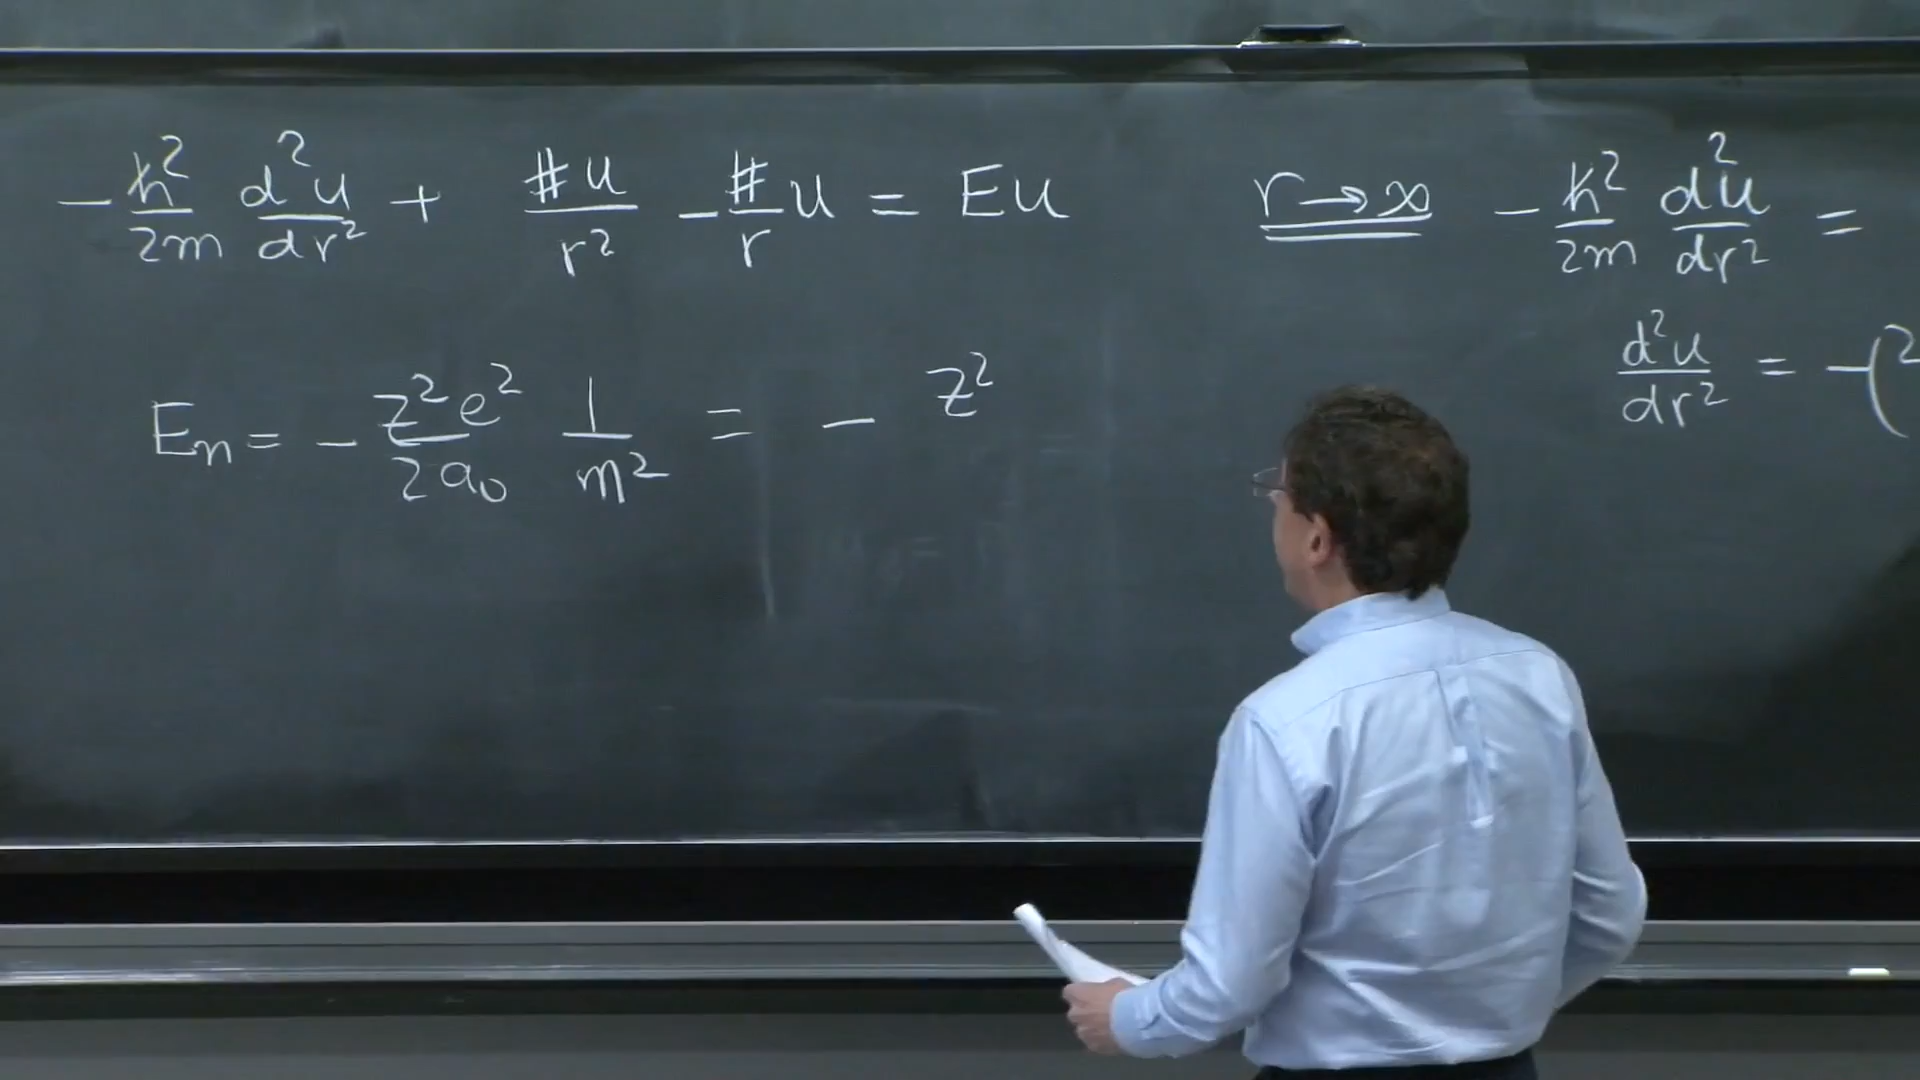 -ħ²/2m d²u/dr² + #u/r² - #/r u = Eu
r→∞ -ħ²/2m d²u/dr² =
d²u/dr² = -(2
En = - Z²e²/2a₀ 1/n² = - Z²